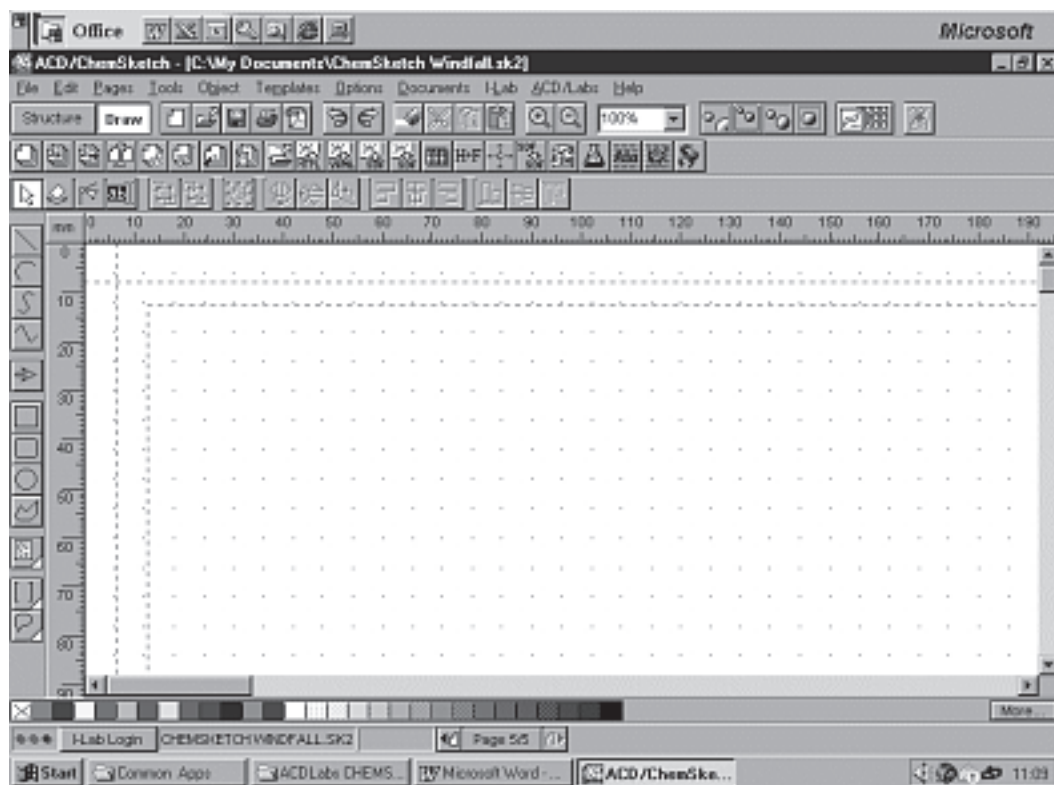 Office Microsoft
ACD/ChemSketch - [C:\My Documents\ChemSketch Windfall.sk2]
File Edit Pages Tools Object Templates Options Documents I-Lab ACD/Labs Help
Structure Draw 100%
H+F
mm 0 10 20 30 40 50 60 70 80 90 100 110 120 130 140 150 160 170 180 190
0
10
20
30
40
50
60
70
80
90
More...
I-Lab Login CHEMSKETCH WINDFALL.SK2 Page 5/5
Start Common Apps ACDLabs CHEMS... Microsoft Word - ... ACD/ChemSke... 11:09